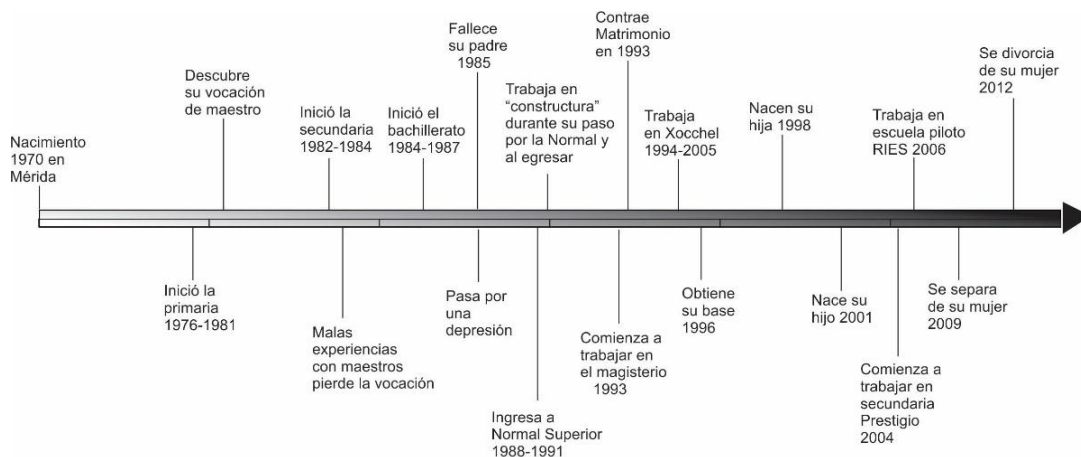 Nacimiento
1970 en
Mérida
Descubre
su vocación
de maestro
Inició la
secundaria
1982-1984
Inició el
bachillerato
1984-1987
Fallece
su padre
1985
Trabaja en
“constructura”
durante su paso
por la Normal y
al egresar
Contrae
Matrimonio
en 1993
Trabaja
en Xocchel
1994-2005
Nacen su
hija 1998
Trabaja en
escuela piloto
RIES 2006
Se divorcia
de su mujer
2012
Inició la
primaria
1976-1981
Malas
experiencias
con maestros
pierde la vocación
Pasa por
una
depresión
Ingresa a
Normal Superior
1988-1991
Comienza a
trabajar en
el magisterio
1993
Obtiene
su base
1996
Nace su
hijo 2001
Comienza a
trabajar en
secundaria
Prestigio
2004
Se separa
de su mujer
2009